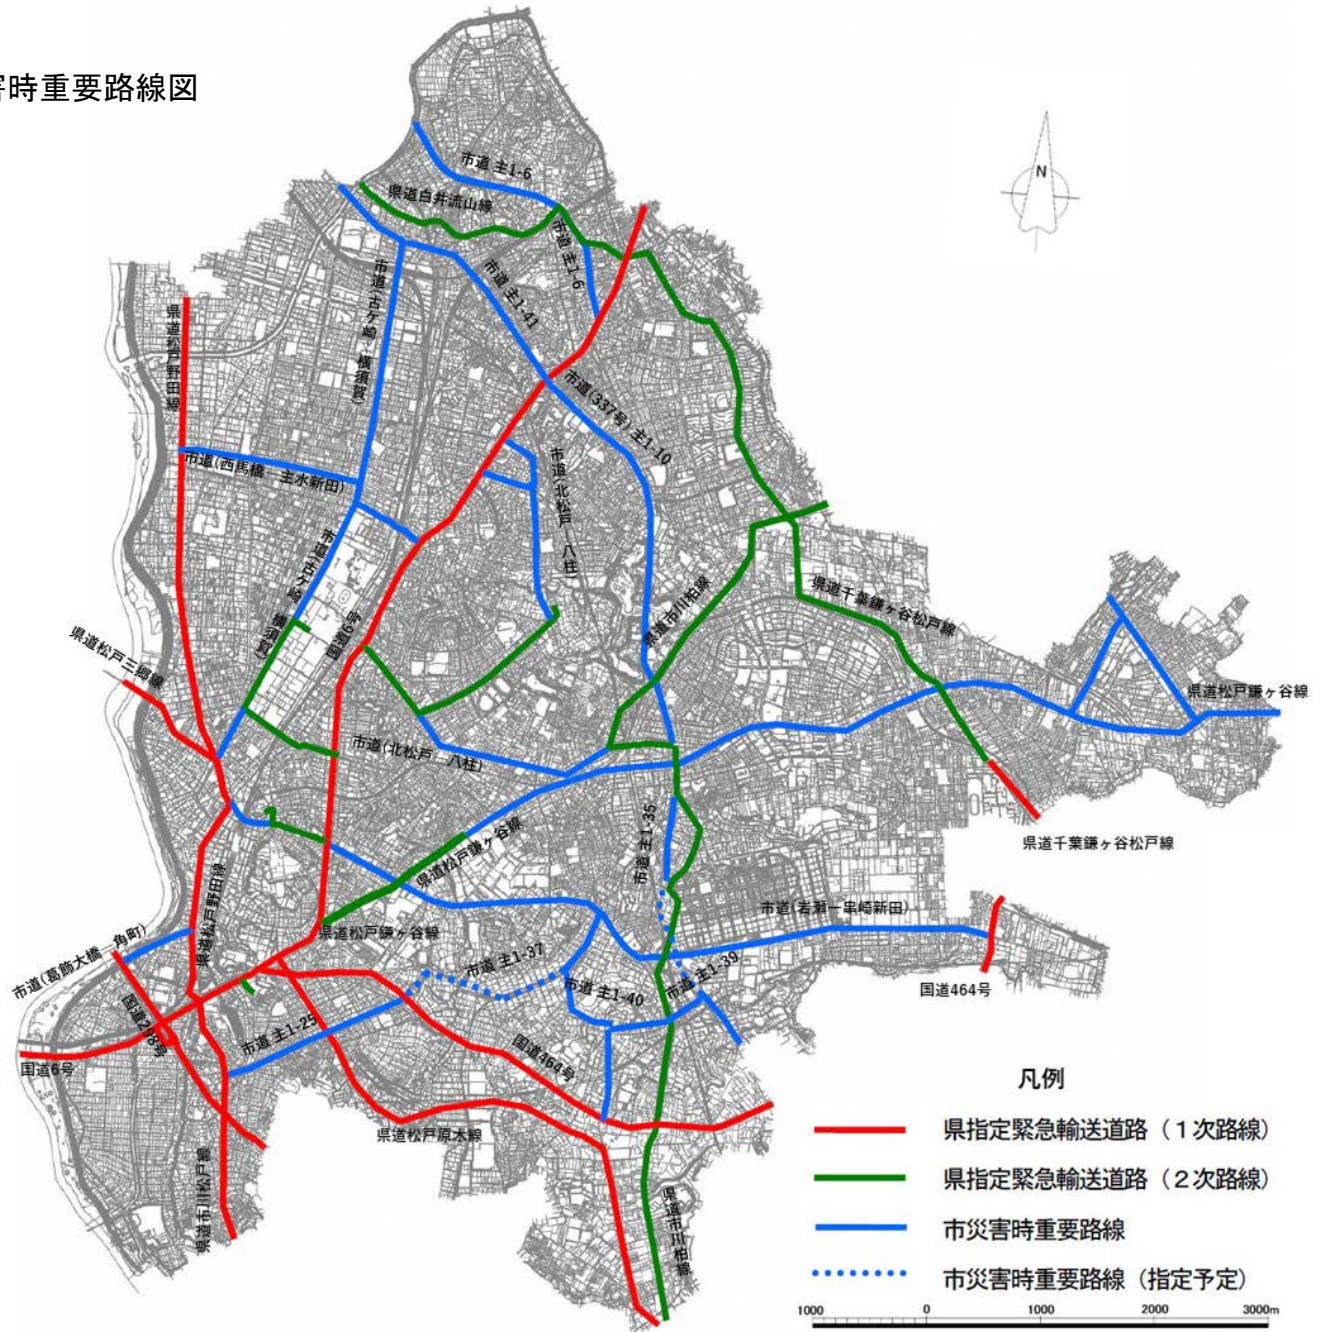 害時重要路線図
市道 主1-6
県道白井流山線
市道 主1-6
N
市道(古ケ崎 横須賀)
市道 主1-41
県道松戸野田線
市道(337号) 主1-10
市道(西馬橋 主水新田)
市道(北松戸 八柱)
市道(古ケ崎 横須賀)
国道6号
県道市川柏線
県道千葉鎌ヶ谷松戸線
県道松戸三郷線
県道松戸鎌ヶ谷線
市道(北松戸 八柱)
市道 主1-35
県道松戸鎌ヶ谷線
県道千葉鎌ヶ谷松戸線
県道松戸野田線
市道(岩瀬ー串崎新田)
県道松戸鎌ヶ谷線
市道(葛飾大橋ー角町)
市道 主1-37
市道 主1-39
市道 主1-40
国道464号
国道298号
市道 主1-25
国道464号
国道6号
県道松戸原木線
県道市川松戸線
県道市川柏線
凡例
県指定緊急輸送道路（１次路線）
県指定緊急輸送道路（２次路線）
市災害時重要路線
市災害時重要路線（指定予定）
1000 0 1000 2000 3000m